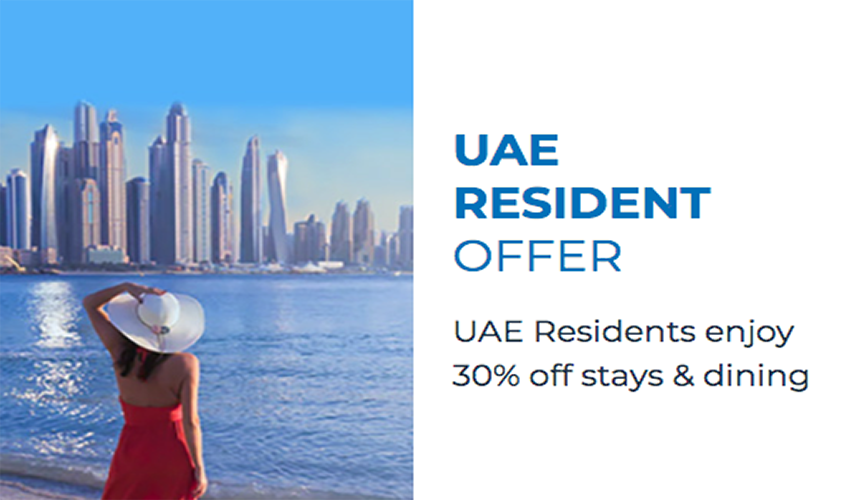 UAE
RESIDENT
OFFER
UAE Residents enjoy
30% off stays & dining